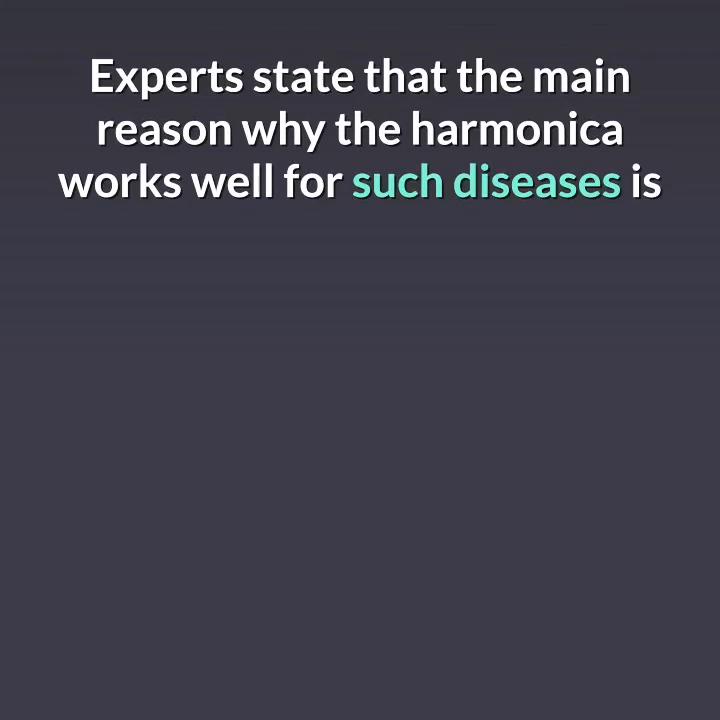 Experts state that the main
reason why the harmonica
works well for such diseases is